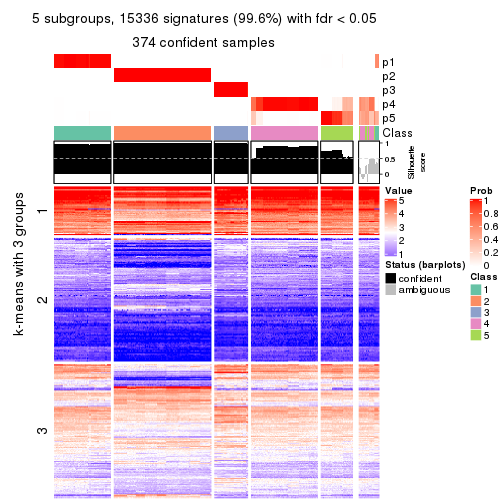 5 subgroups, 15336 signatures (99.6%) with fdr < 0.05
374 confident samples
p1
p2
p3
p4
p5
Class
1
0.5
0
Silhouette
score
k-means with 3 groups
1
2
3
Value
5
4
3
2
1
Status (barplots)
confident
ambiguous
Prob
1
0.8
0.6
0.4
0.2
0
Class
1
2
3
4
5